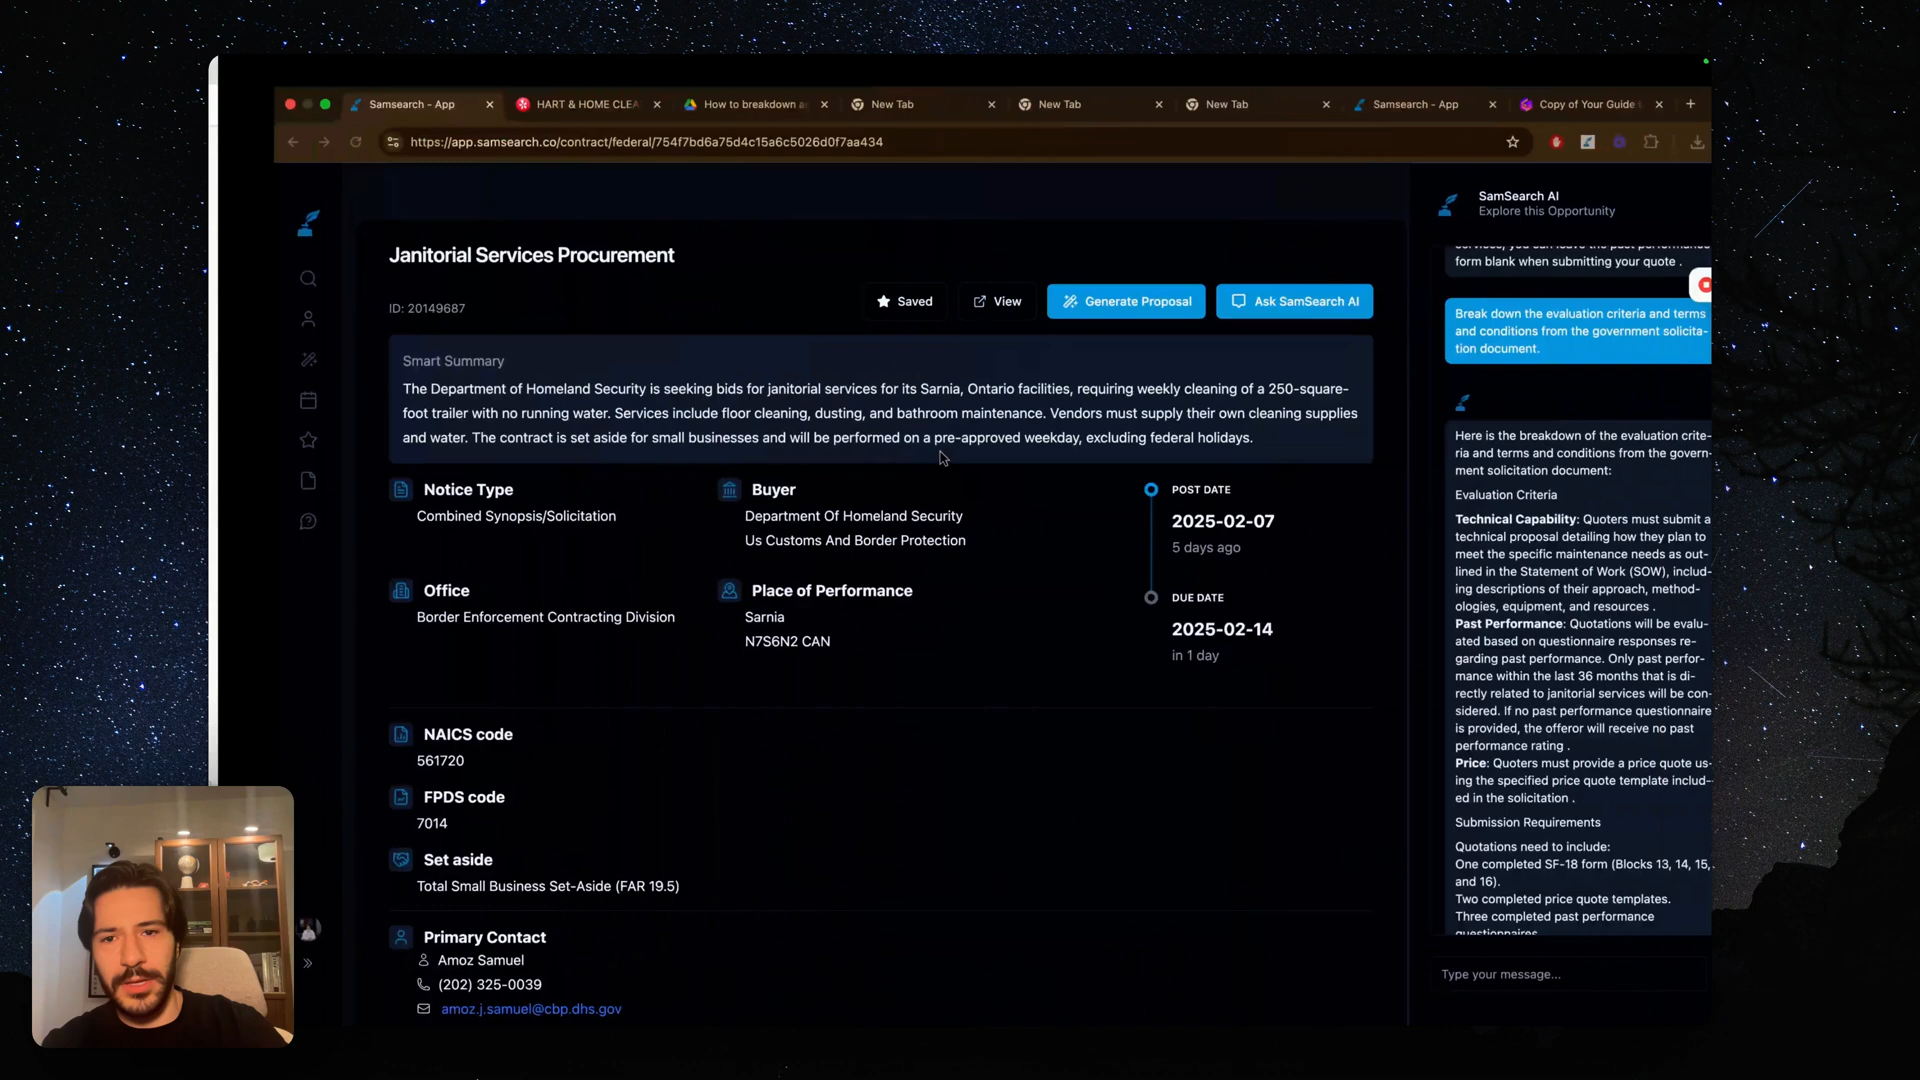 Samsearch - App
HART & HOME CLEA
How to breakdown a
New Tab
New Tab
New Tab
Samsearch - App
Copy of Your Guide
https://app.samsearch.co/contract/federal/754f7bd6a75d4c15a6c5026d0f7aa434
Janitorial Services Procurement
ID: 20149687
Saved
View
Generate Proposal
Ask SamSearch AI
Smart Summary
The Department of Homeland Security is seeking bids for janitorial services for its Sarnia, Ontario facilities, requiring weekly cleaning of a 250-square-
foot trailer with no running water. Services include floor cleaning, dusting, and bathroom maintenance. Vendors must supply their own cleaning supplies
and water. The contract is set aside for small businesses and will be performed on a pre-approved weekday, excluding federal holidays.
Notice Type
Combined Synopsis/Solicitation
Buyer
Department Of Homeland Security
Us Customs And Border Protection
POST DATE
2025-02-07
5 days ago
Office
Border Enforcement Contracting Division
Place of Performance
Sarnia
N7S6N2 CAN
DUE DATE
2025-02-14
in 1 day
NAICS code
561720
FPDS code
7014
Set aside
Total Small Business Set-Aside (FAR 19.5)
Primary Contact
Amoz Samuel
(202) 325-0039
amoz.j.samuel@cbp.dhs.gov
SamSearch AI
Explore this Opportunity
services, you can leave the past performance
form blank when submitting your quote .
Break down the evaluation criteria and terms
and conditions from the government solicita-
tion document.
Here is the breakdown of the evaluation crite-
ria and terms and conditions from the govern-
ment solicitation document:
Evaluation Criteria
Technical Capability: Quoters must submit a
technical proposal detailing how they plan to
meet the specific maintenance needs as out-
lined in the Statement of Work (SOW), includ-
ing descriptions of their approach, method-
ologies, equipment, and resources .
Past Performance: Quotations will be evalu-
ated based on questionnaire responses re-
garding past performance. Only past perfor-
mance within the last 36 months that is di-
rectly related to janitorial services will be con-
sidered. If no past performance questionnaire
is provided, the offeror will receive no past
performance rating .
Price: Quoters must provide a price quote us-
ing the specified price quote template includ-
ed in the solicitation .
Submission Requirements
Quotations need to include:
One completed SF-18 form (Blocks 13, 14, 15,
and 16).
Two completed price quote templates.
Three completed past performance
questionnaires
Type your message...